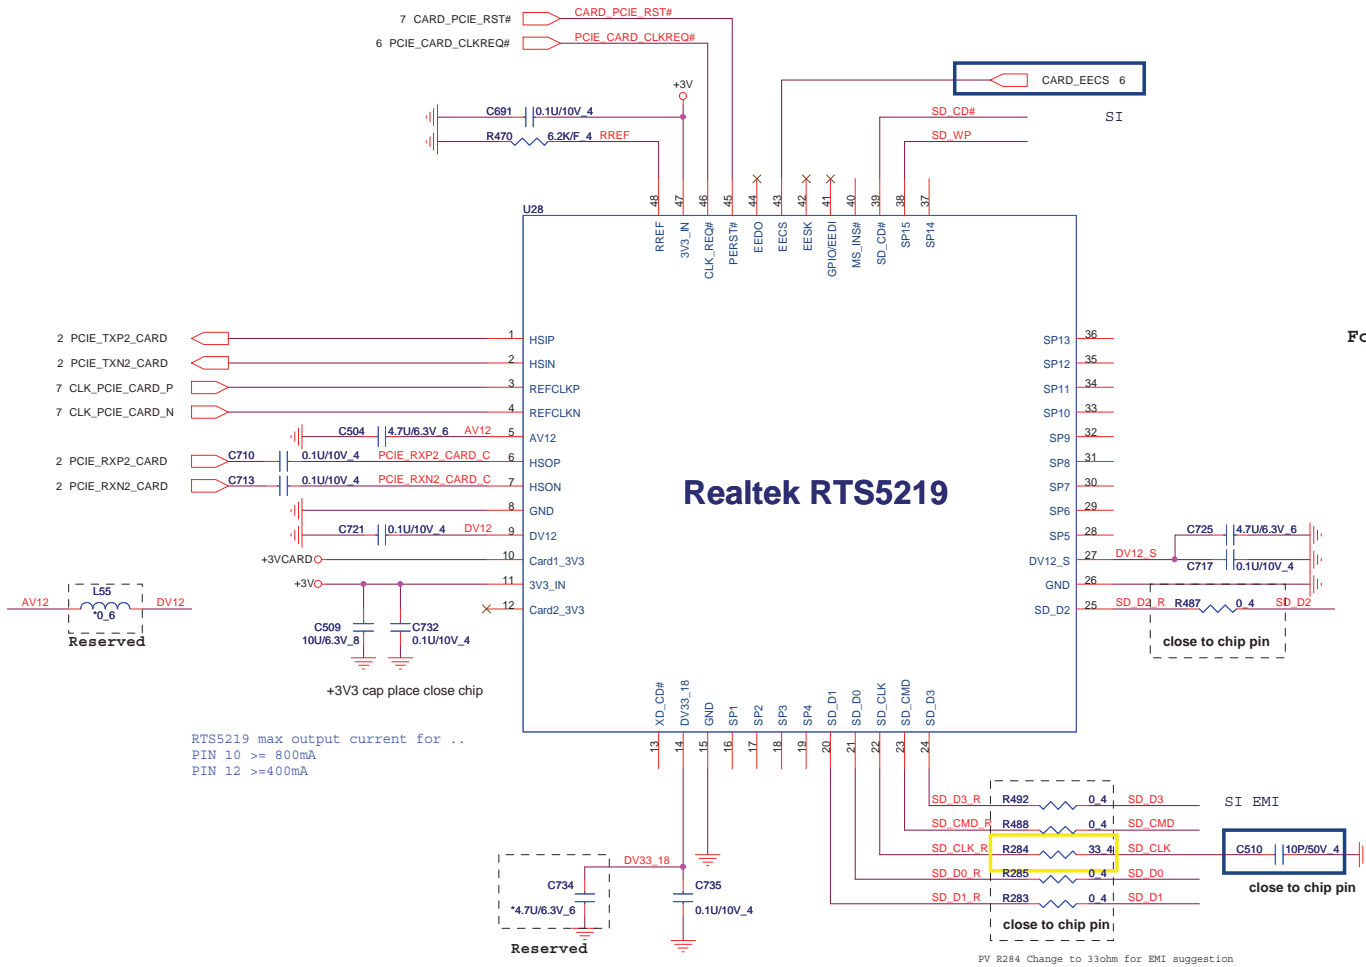 7 CARD_PCIE_RST# CARD_PCIE_RST#
6 PCIE_CARD_CLKREQ# PCIE_CARD_CLKREQ#
CARD_EECS 6
SI
+3V
C691 0.1U/10V_4
R470 6.2K/F_4 RREF
SD_CD#
SD_WP
48 47 46 45 44 43 42 41 40 39 38 37
U28
RREF 3V3_IN CLK_REQ# PERST# EEDO EECS EESK GPIO/EEDI MS_INS# SD_CD# SP15 SP14
2 PCIE_TXP2_CARD 1 HSIP
2 PCIE_TXN2_CARD 2 HSIN
7 CLK_PCIE_CARD_P 3 REFCLKP
7 CLK_PCIE_CARD_N 4 REFCLKN
C504 4.7U/6.3V_6 AV12 5 AV12
2 PCIE_RXP2_CARD C710 0.1U/10V_4 PCIE_RXP2_CARD_C 6 HSOP
2 PCIE_RXN2_CARD C713 0.1U/10V_4 PCIE_RXN2_CARD_C 7 HSON
8 GND
C721 0.1U/10V_4 DV12 9 DV12
+3VCARD 10 Card1_3V3
+3V 11 3V3_IN
12 Card2_3V3
Realtek RTS5219
SP13 36
Fo
SP12 35
SP11 34
SP10 33
SP9 32
SP8 31
SP7 30
SP6 29
SP5 28
DV12_S 27 DV12_S
GND 26
SD_D2 25 SD_D2_R R487 0_4 SD_D2
C725 4.7U/6.3V_6
C717 0.1U/10V_4
close to chip pin
L55
AV12 *0_6 DV12
Reserved
C509
10U/6.3V_8
C732
0.1U/10V_4
+3V3 cap place close chip
XD_CD# DV33_18 GND SP1 SP2 SP3 SP4 SD_D1 SD_D0 SD_CLK SD_CMD SD_D3
13 14 15 16 17 18 19 20 21 22 23 24
RTS5219 max output current for ..
PIN 10 >= 800mA
PIN 12 >=400mA
SD_D3_R R492 0_4 SD_D3
SI EMI
SD_CMD_R R488 0_4 SD_CMD
SD_CLK_R R284 33_4 SD_CLK
C510 10P/50V_4
SD_D0_R R285 0_4 SD_D0
SD_D1_R R283 0_4 SD_D1
close to chip pin
close to chip pin
DV33_18
C734
*4.7U/6.3V_6
Reserved
C735
0.1U/10V_4
PV R284 Change to 33ohm for EMI suggestion